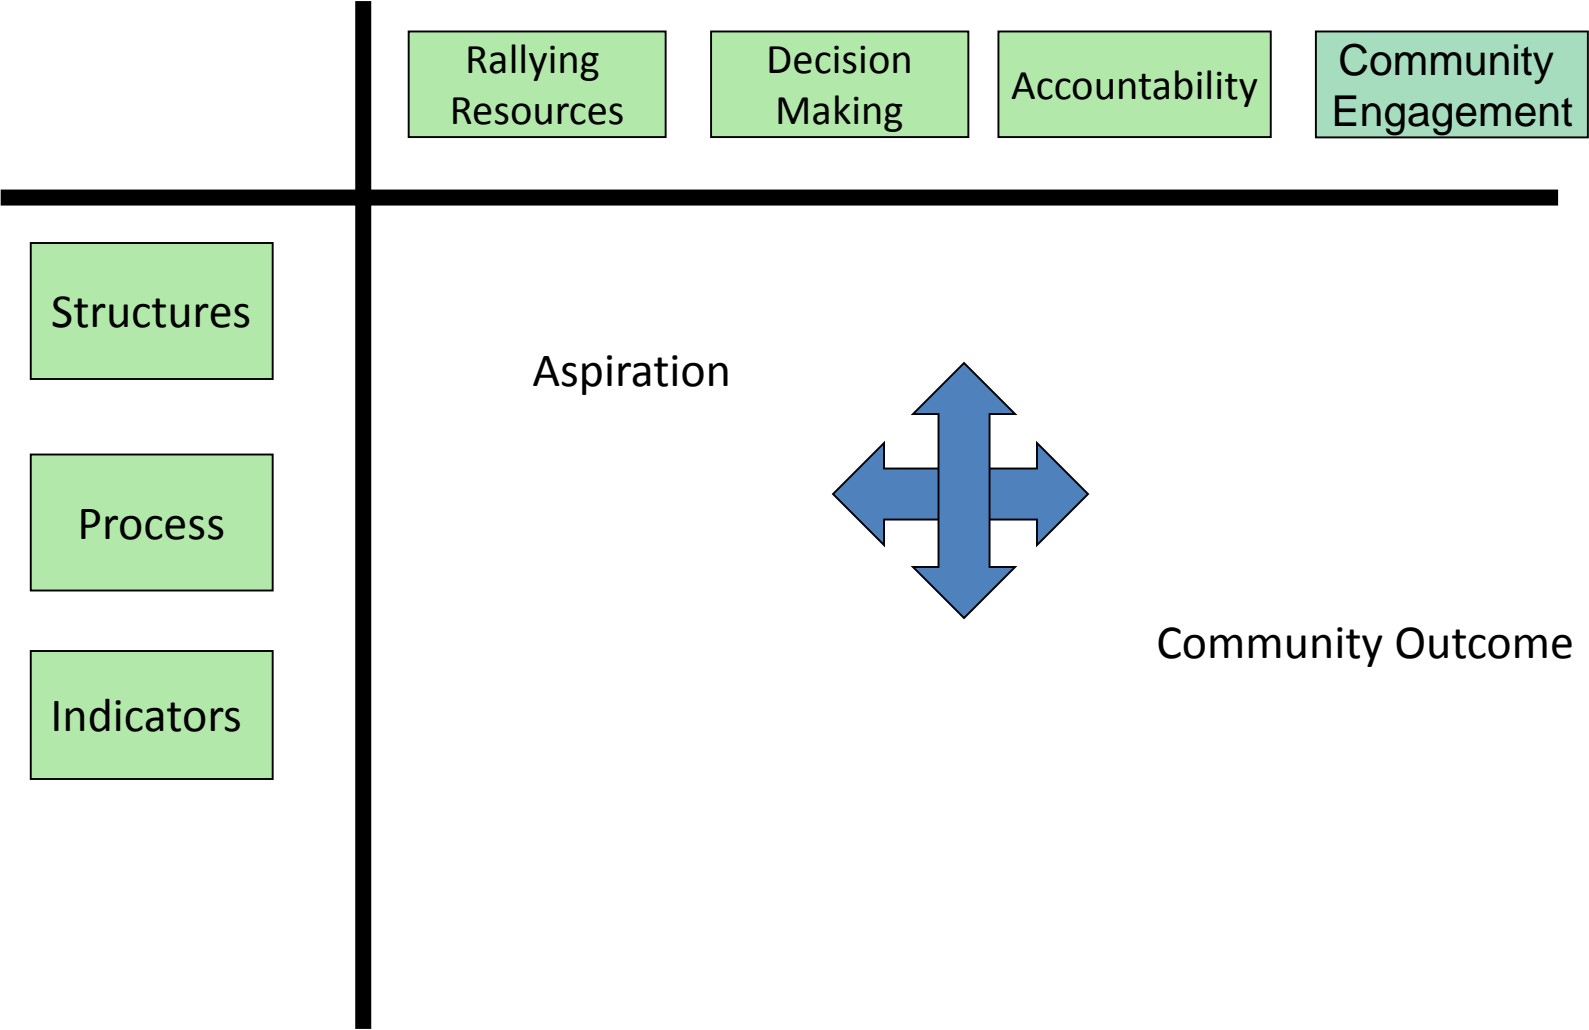 Rallying
Resources
Decision
Making
Accountability
Community
Engagement
Structures
Aspiration
Process
Community Outcome
Indicators